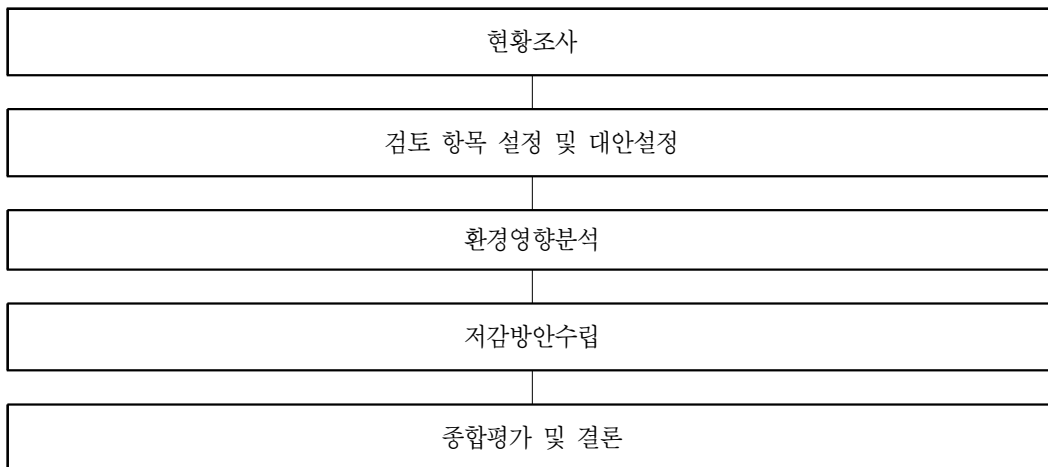 현황조사
검토 항목 설정 및 대안설정
환경영향분석
저감방안수립
종합평가 및 결론